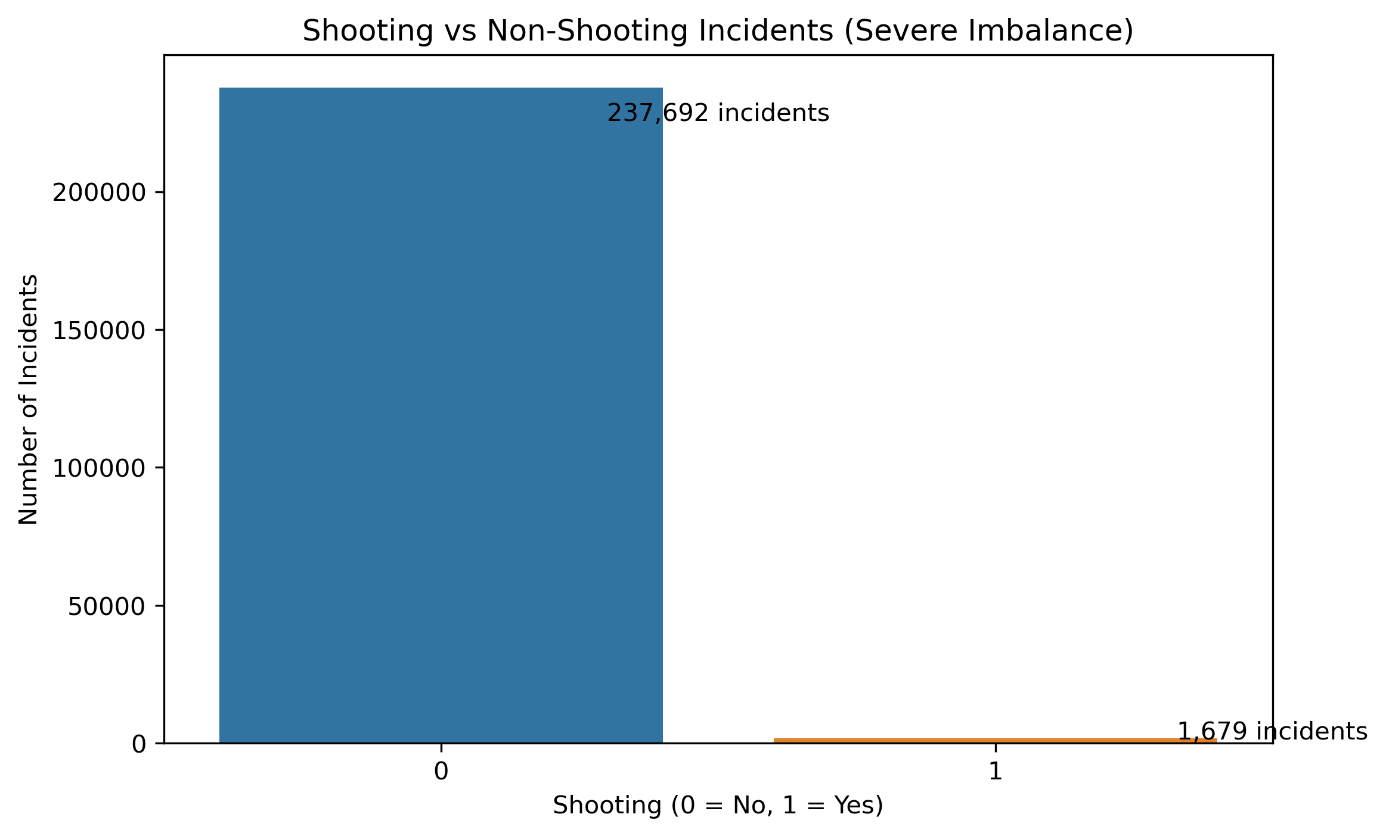 Shooting vs Non-Shooting Incidents (Severe Imbalance)
237,692 incidents
200000
150000
100000
50000
0
Number of Incidents
1,679 incidents
0
1
Shooting (0 = No, 1 = Yes)